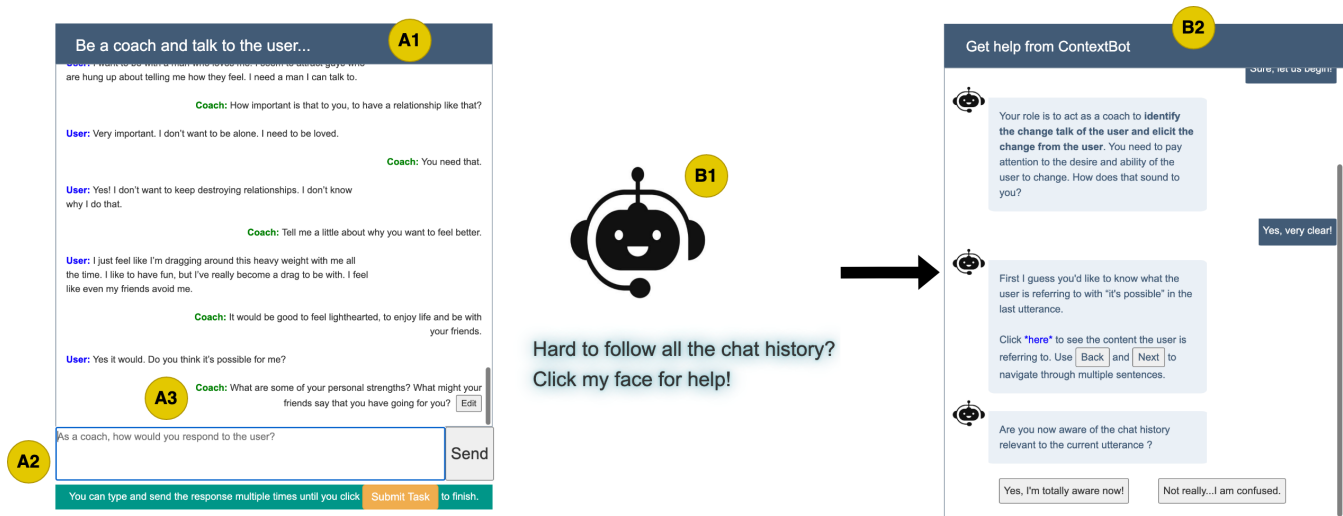 Be a coach and talk to the user...
A1
are hung up about telling me how they feel. I need a man I can talk to.
Coach: How important is that to you, to have a relationship like that?
User: Very important. I don't want to be alone. I need to be loved.
Coach: You need that.
User: Yes! I don't want to keep destroying relationships. I don't know
why I do that.
Coach: Tell me a little about why you want to feel better.
User: I just feel like I'm dragging around this heavy weight with me all
the time. I like to have fun, but I've really become a drag to be with. I feel
like even my friends avoid me.
Coach: It would be good to feel lighthearted, to enjoy life and be with
your friends.
User: Yes it would. Do you think it's possible for me?
A3
Coach: What are some of your personal strengths? What might your
friends say that you have going for you? Edit
A2
As a coach, how would you respond to the user?
Send
You can type and send the response multiple times until you click Submit Task to finish.
B1
Hard to follow all the chat history?
Click my face for help!
B2
Get help from ContextBot
Sure, let us begin!
Your role is to act as a coach to identify
the change talk of the user and elicit the
change from the user. You need to pay
attention to the desire and ability of the
user to change. How does that sound to
you?
Yes, very clear!
First I guess you'd like to know what the
user is referring to with “it's possible” in the
last utterance.
Click *here* to see the content the user is
referring to. Use Back and Next to
navigate through multiple sentences.
Are you now aware of the chat history
relevant to the current utterance ?
Yes, I'm totally aware now!
Not really...I am confused.